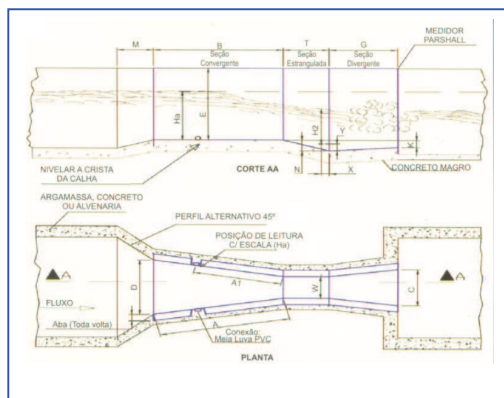 MEDIDOR
PARSHALL
M
B
T
G
Seção
Convergente
Seção
Estrangulada
Seção
Divergente
Ha
E
H2
Y
K
N
X
NIVELAR A CRISTA
DA CALHA
CORTE AA
CONCRETO MAGRO
ARGAMASSA, CONCRETO
OU ALVENARIA
PERFIL ALTERNATIVO 45º
POSIÇÃO DE LEITURA
C/ ESCALA (Ha)
A
A
A1
D
W
C
FLUXO
Aba (Toda volta)
A
Conexão:
Meia Luva PVC
PLANTA